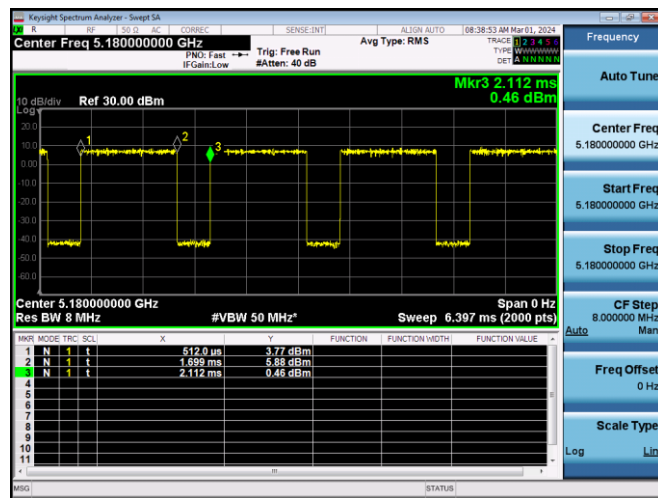 Keysight Spectrum Analyzer - Swept SA
R RF 50 Ω AC CORREC SENSE:INT ALIGN AUTO 08:38:53 AM Mar 01, 2024
Center Freq 5.180000000 GHz
PNO: Fast
IFGain:Low
Trig: Free Run
#Atten: 40 dB
Avg Type: RMS
TRACE 1 2 3 4 5 6
TYPE W
DET A N N N N N
Mkr3 2.112 ms
0.46 dBm
10 dB/div Ref 30.00 dBm
Log
20.0
10.0
0.00
-10.0
-20.0
-30.0
-40.0
-50.0
-60.0
1
2
3
Center 5.180000000 GHz Span 0 Hz
Res BW 8 MHz #VBW 50 MHz* Sweep 6.397 ms (2000 pts)
MKR MODE TRC SCL X Y FUNCTION FUNCTION WIDTH FUNCTION VALUE
1 N 1 t 512.0 µs 3.77 dBm
2 N 1 t 1.699 ms 5.88 dBm
3 N 1 t 2.112 ms 0.46 dBm
4
5
6
7
8
9
10
11
MSG STATUS
Frequency
Auto Tune
Center Freq
5.180000000 GHz
Start Freq
5.180000000 GHz
Stop Freq
5.180000000 GHz
CF Step
8.000000 MHz
Auto Man
Freq Offset
0 Hz
Scale Type
Log Lin